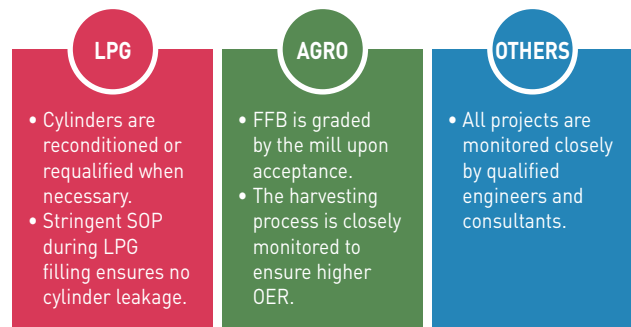 LPG
• Cylinders are
reconditioned or
requalified when
necessary.
• Stringent SOP
during LPG
filling ensures no
cylinder leakage.
AGRO
• FFB is graded
by the mill upon
acceptance.
• The harvesting
process is closely
monitored to
ensure higher
OER.
OTHERS
• All projects are
monitored closely
by qualified
engineers and
consultants.